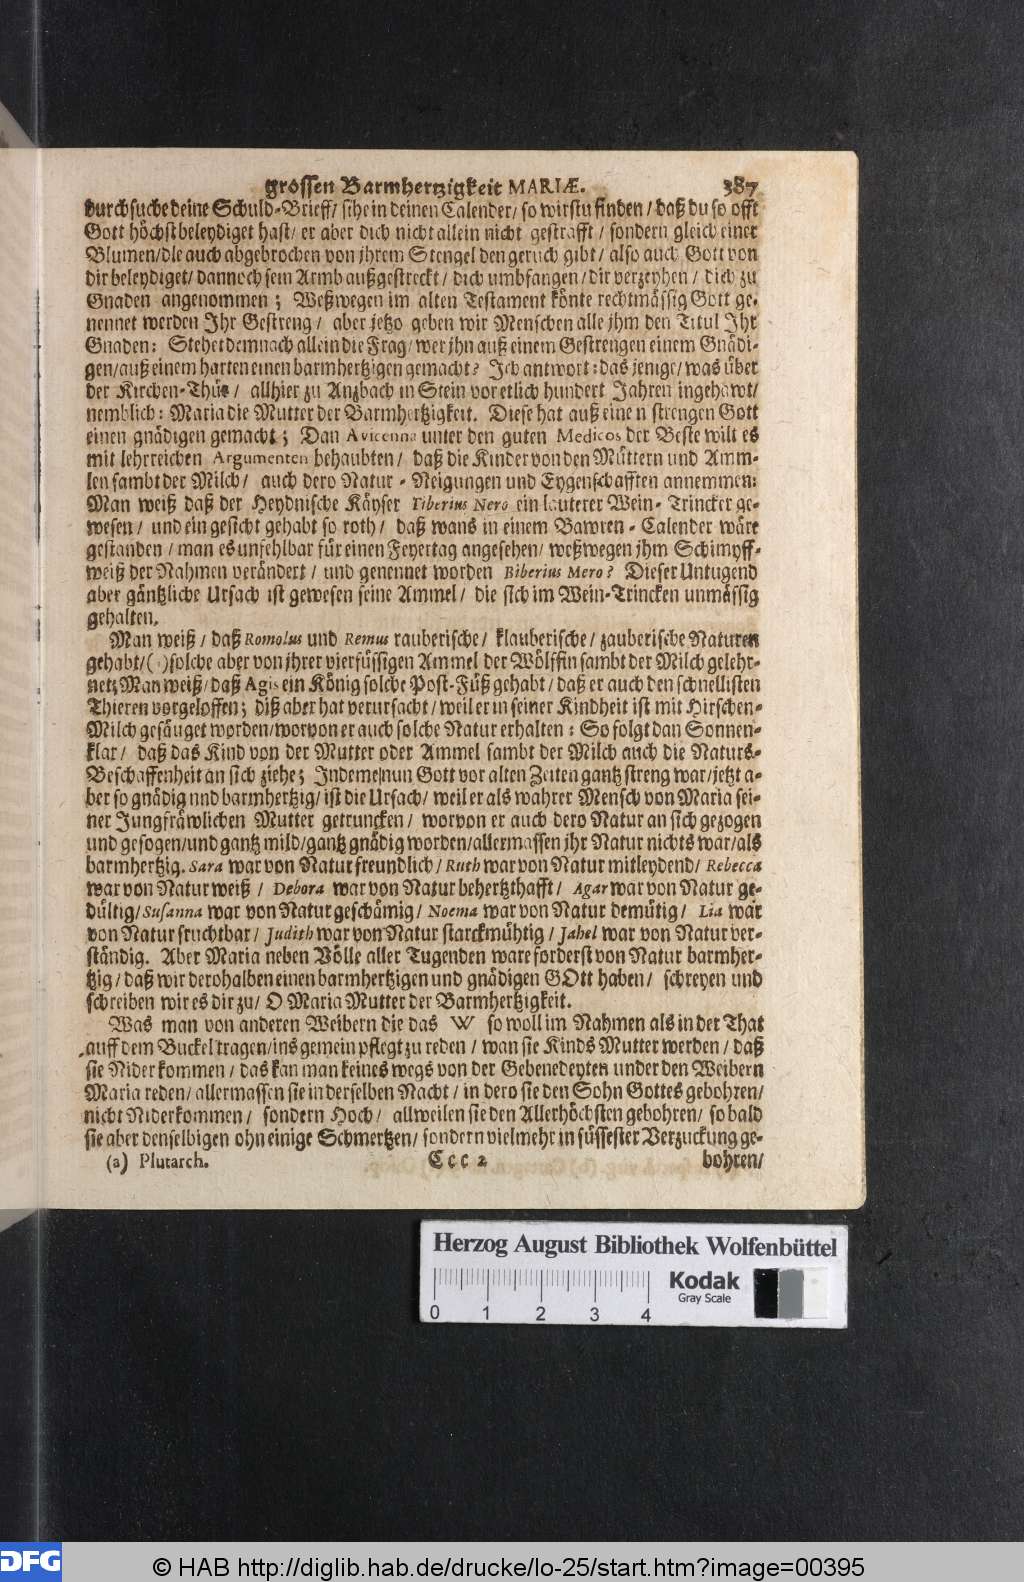 grossen Barmhertzigkeit MARIÆ. 387
durchsuche deine Schuld-Brieff/ sihe in deinen Calender/ so wirstu finden/ daß du so offt
Gott höchst beleydiget hast/ er aber dich nicht allein nicht gestrafft/ sondern gleich einer
Blumen/ die auch abgebrochen von jhrem Stengel den geruch gibt/ also auch Gott von
dir beleydiget/ dannoch sein Armb außgestreckt/ dich umbfangen/ dir verzeyhen/ dich zu
Gnaden angenommen; Weßwegen im alten Testament könte rechtmässig Gott ge-
nennet werden Ihr Gestreng/ aber jetzo geben wir Menschen alle jhm den Titul Ihr
Gnaden: Stehet demnach allein die Frag/ wer jhn auß einem Gestrengen einem Gnädi-
gen/ auß einem harten einen barmhertzigen gemacht? Ich antwort: das jenige/ was über
der Kirchen-Thür/ allhier zu Anzbach in Stein vor etlich hundert Jahren ingehawt/
nemblich: Maria die Mutter der Barmhertzigkeit. Diese hat auß einen strengen Gott
einen gnädigen gemacht; Dan Avicenna unter den guten Medicos der Beste wilt es
mit lehrreichen Argumenten behaubten/ daß die Kinder von den Müttern und Amm-
len sambt der Milch/ auch dero Natur-Neigungen und Eygenschafften annemmen:
Man weiß daß der Heydnische Käyser Tiberius Nero ein lauterer Wein-Trincker ge-
wesen/ und ein gesicht gehabt so roth/ daß wans in einem Bawren-Calender wäre
gestanden/ man es unfehlbar für einen Feyertag angesehen/ weßwegen jhm Schimpff-
weiß der Nahmen verändert/ und genennet worden Biberius Mero? Dieser Untugend
aber gäntzliche Ursach ist gewesen seine Ammel/ die sich im Wein-Trincken unmässig
gehalten.
Man weiß/ daß Romolus und Remus rauberische/ klauberische/ zauberische Naturen
gehabt/ ( ) solche aber von jhrer vierfüssigen Ammel der Wölffin sambt der Milch gelehr-
net; Man weiß/ daß Agis ein König solche Post-Füß gehabt/ daß er auch den schnellisten
Thieren vorgeloffen; diß aber hat verursacht/ weil er in seiner Kindheit ist mit Hirschen-
Milch gesäuget worden/ worvon er auch solche Natur erhalten: So folgt dan Sonnen-
klar/ daß das Kind von der Mutter oder Ammel sambt der Milch auch die Naturs-
Beschaffenheit an sich ziehe; Indeme nun Gott vor alten Zeiten gantz streng war/ jetzt a-
ber so gnädig und barmhertzig/ ist die Ursach/ weil er als wahrer Mensch von Maria sei-
ner Jungfräwlichen Mutter getruncken/ worvon er auch dero Natur an sich gezogen
und gesogen/ und gantz mild/ gantz gnädig worden/ allermassen jhr Natur nichts war/ als
barmhertzig. Sara war von Natur freundlich/ Ruth war von Natur mitleydend/ Rebecca
war von Natur weiß/ Debora war von Natur behertzthafft/ Agar war von Natur ge-
dültig/ Susanna war von Natur geschämig/ Noema war von Natur demütig/ Lia war
von Natur fruchtbar/ Judith war von Natur starckmühtig/ Jahel war von Natur ver-
ständig. Aber Maria neben Völle aller Tugenden ware forderst von Natur barmher-
tzig/ daß wir derohalben einen barmhertzigen und gnädigen GOtt haben/ schreyen und
schreiben wir es dir zu/ O Maria Mutter der Barmhertzigkeit.
Was man von anderen Weibern die das W so woll im Nahmen als in der That
auff dem Buckel tragen/ ins gemein pflegt zu reden/ wan sie Kinds Mutter werden/ daß
sie Nider kommen/ das kan man keines wegs von der Gebenedeyten under den Weibern
Maria reden/ allermassen sie in derselben Nacht/ in dero sie den Sohn Gottes gebohren/
nicht Niderkommen/ sondern Hoch/ allweilen sie den Allerhöchsten gebohren/ so bald
sie aber denselbigen ohn einige Schmertzen/ sondern vielmehr in süssester Verzuckung ge-
(a) Plutarch. Ccc 2 bohren/
Herzog August Bibliothek Wolfenbüttel
Kodak
Gray Scale
0 1 2 3 4
DFG © HAB http://diglib.hab.de/drucke/lo-25/start.htm?image=00395